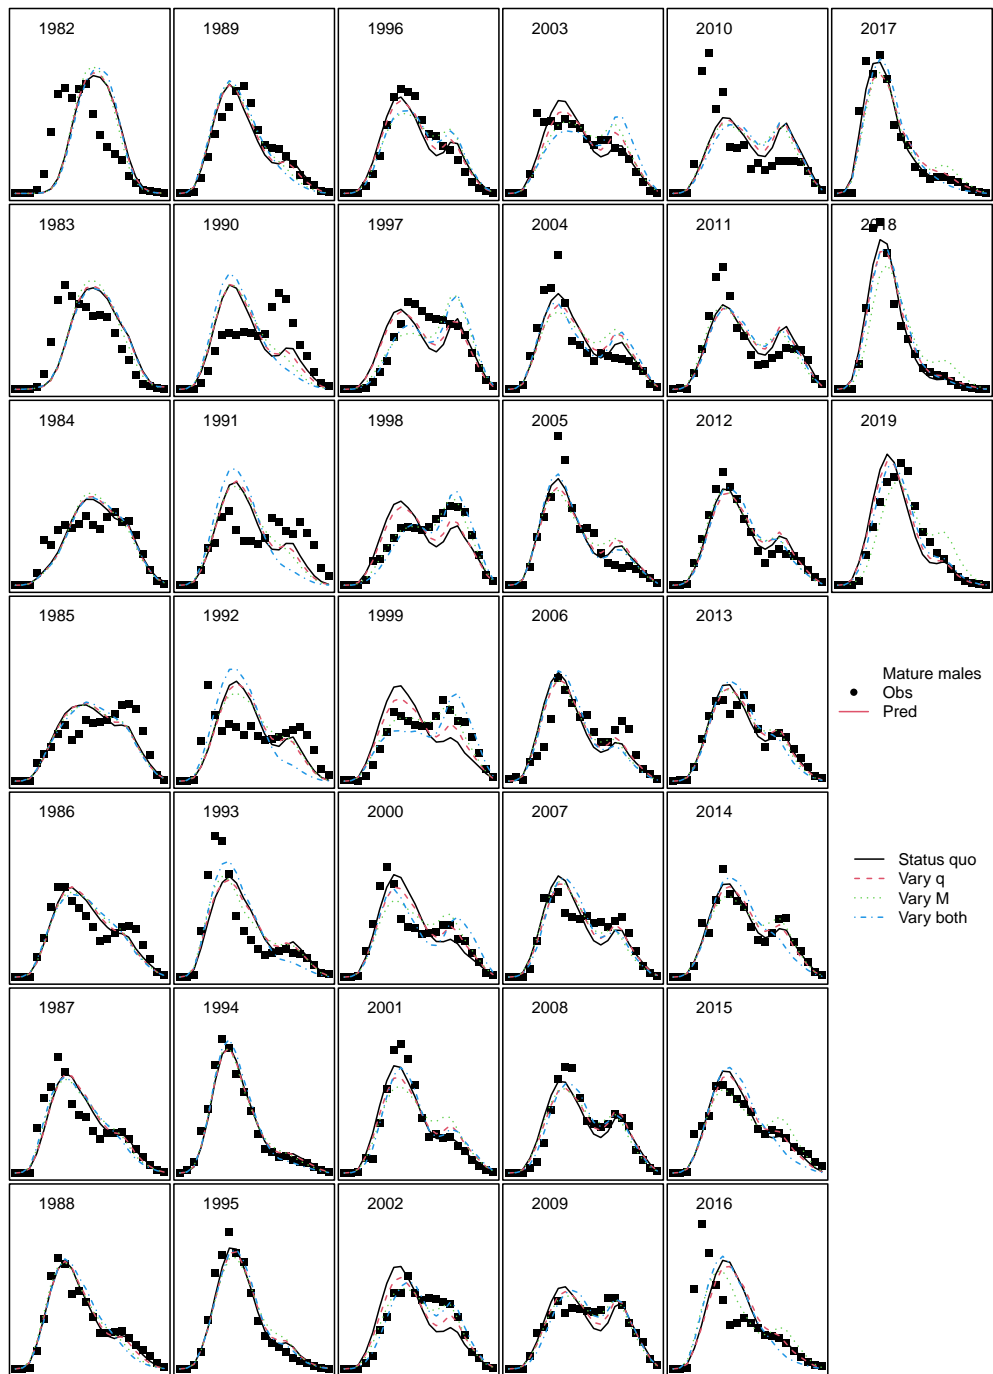 1982 1989 1996 2003 2010 2017
1983 1990 1997 2004 2011 2018
1984 1991 1998 2005 2012 2019
1985 1992 1999 2006 2013
Mature males
Obs
Pred
1986 1993 2000 2007 2014
Status quo
Vary q
Vary M
Vary both
1987 1994 2001 2008 2015
1988 1995 2002 2009 2016